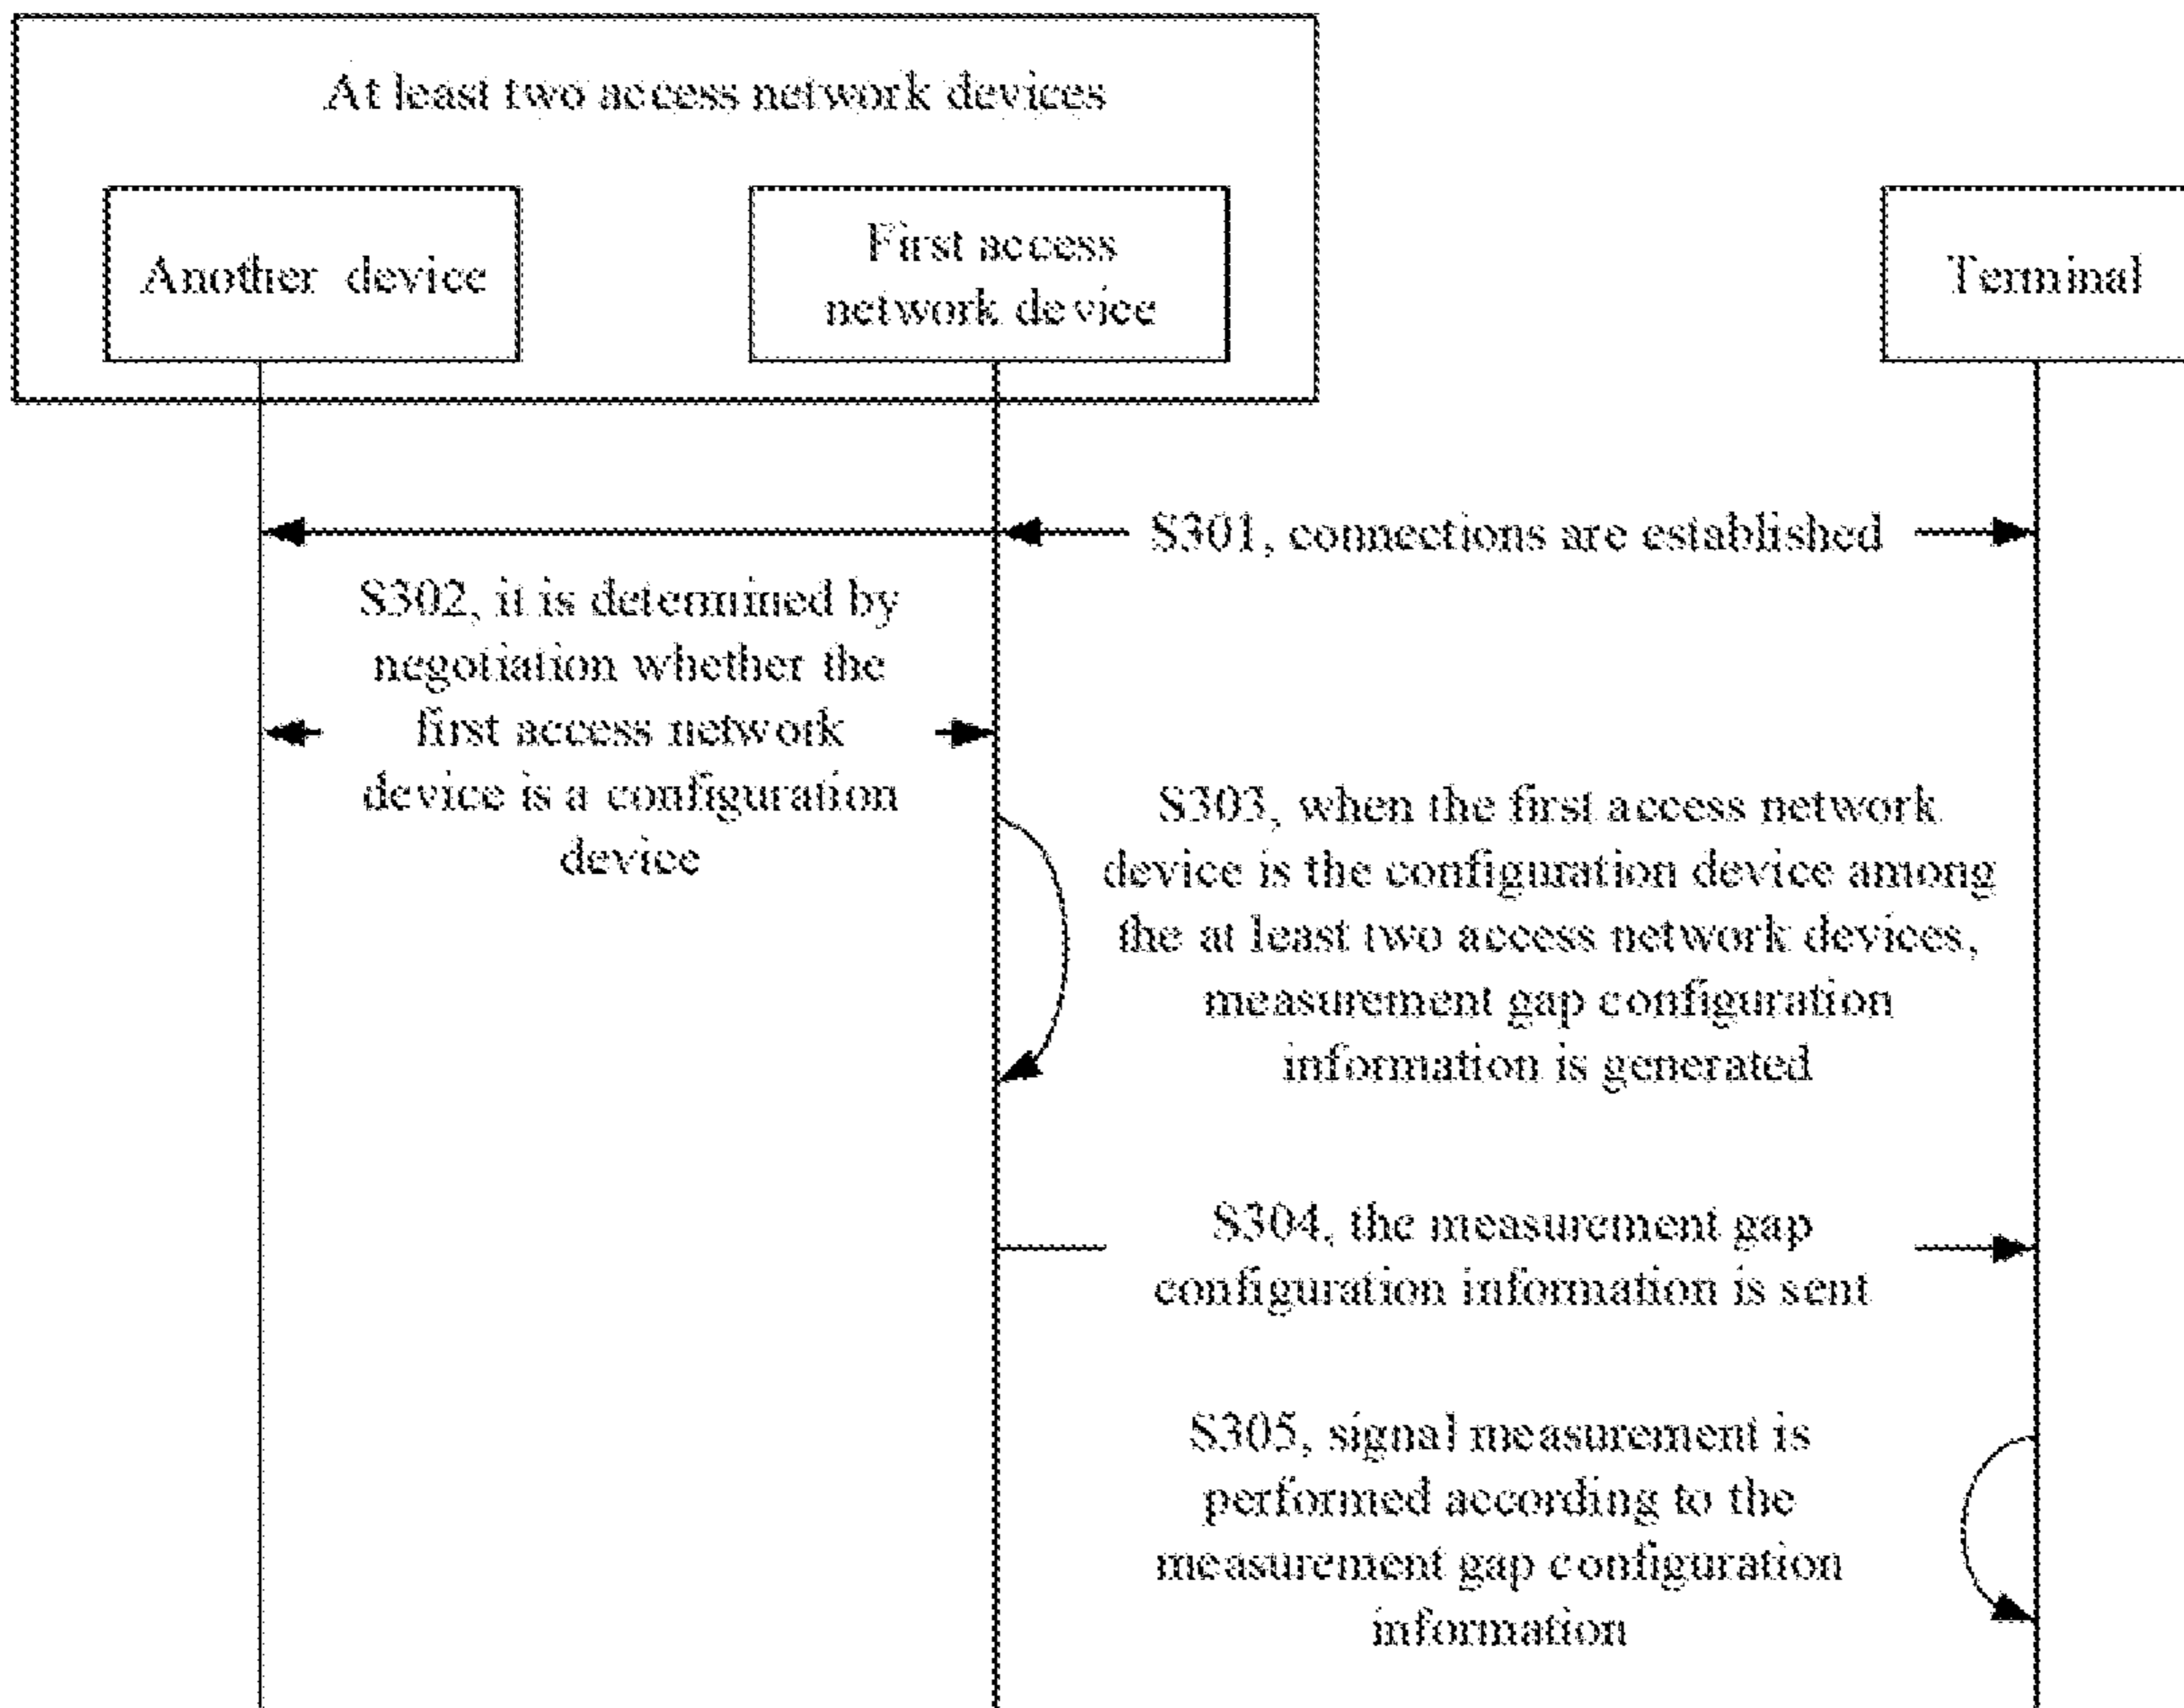 At least two access network devices
Another device
First access
network device
Terminal
S301, connections are established
S302, it is determined by
negotiation whether the
first access network
device is a configuration
device
S303, when the first access network
device is the configuration device among
the at least two access network devices,
measurement gap configuration
information is generated
S304, the measurement gap
configuration information is sent
S305, signal measurement is
performed according to the
measurement gap configuration
information